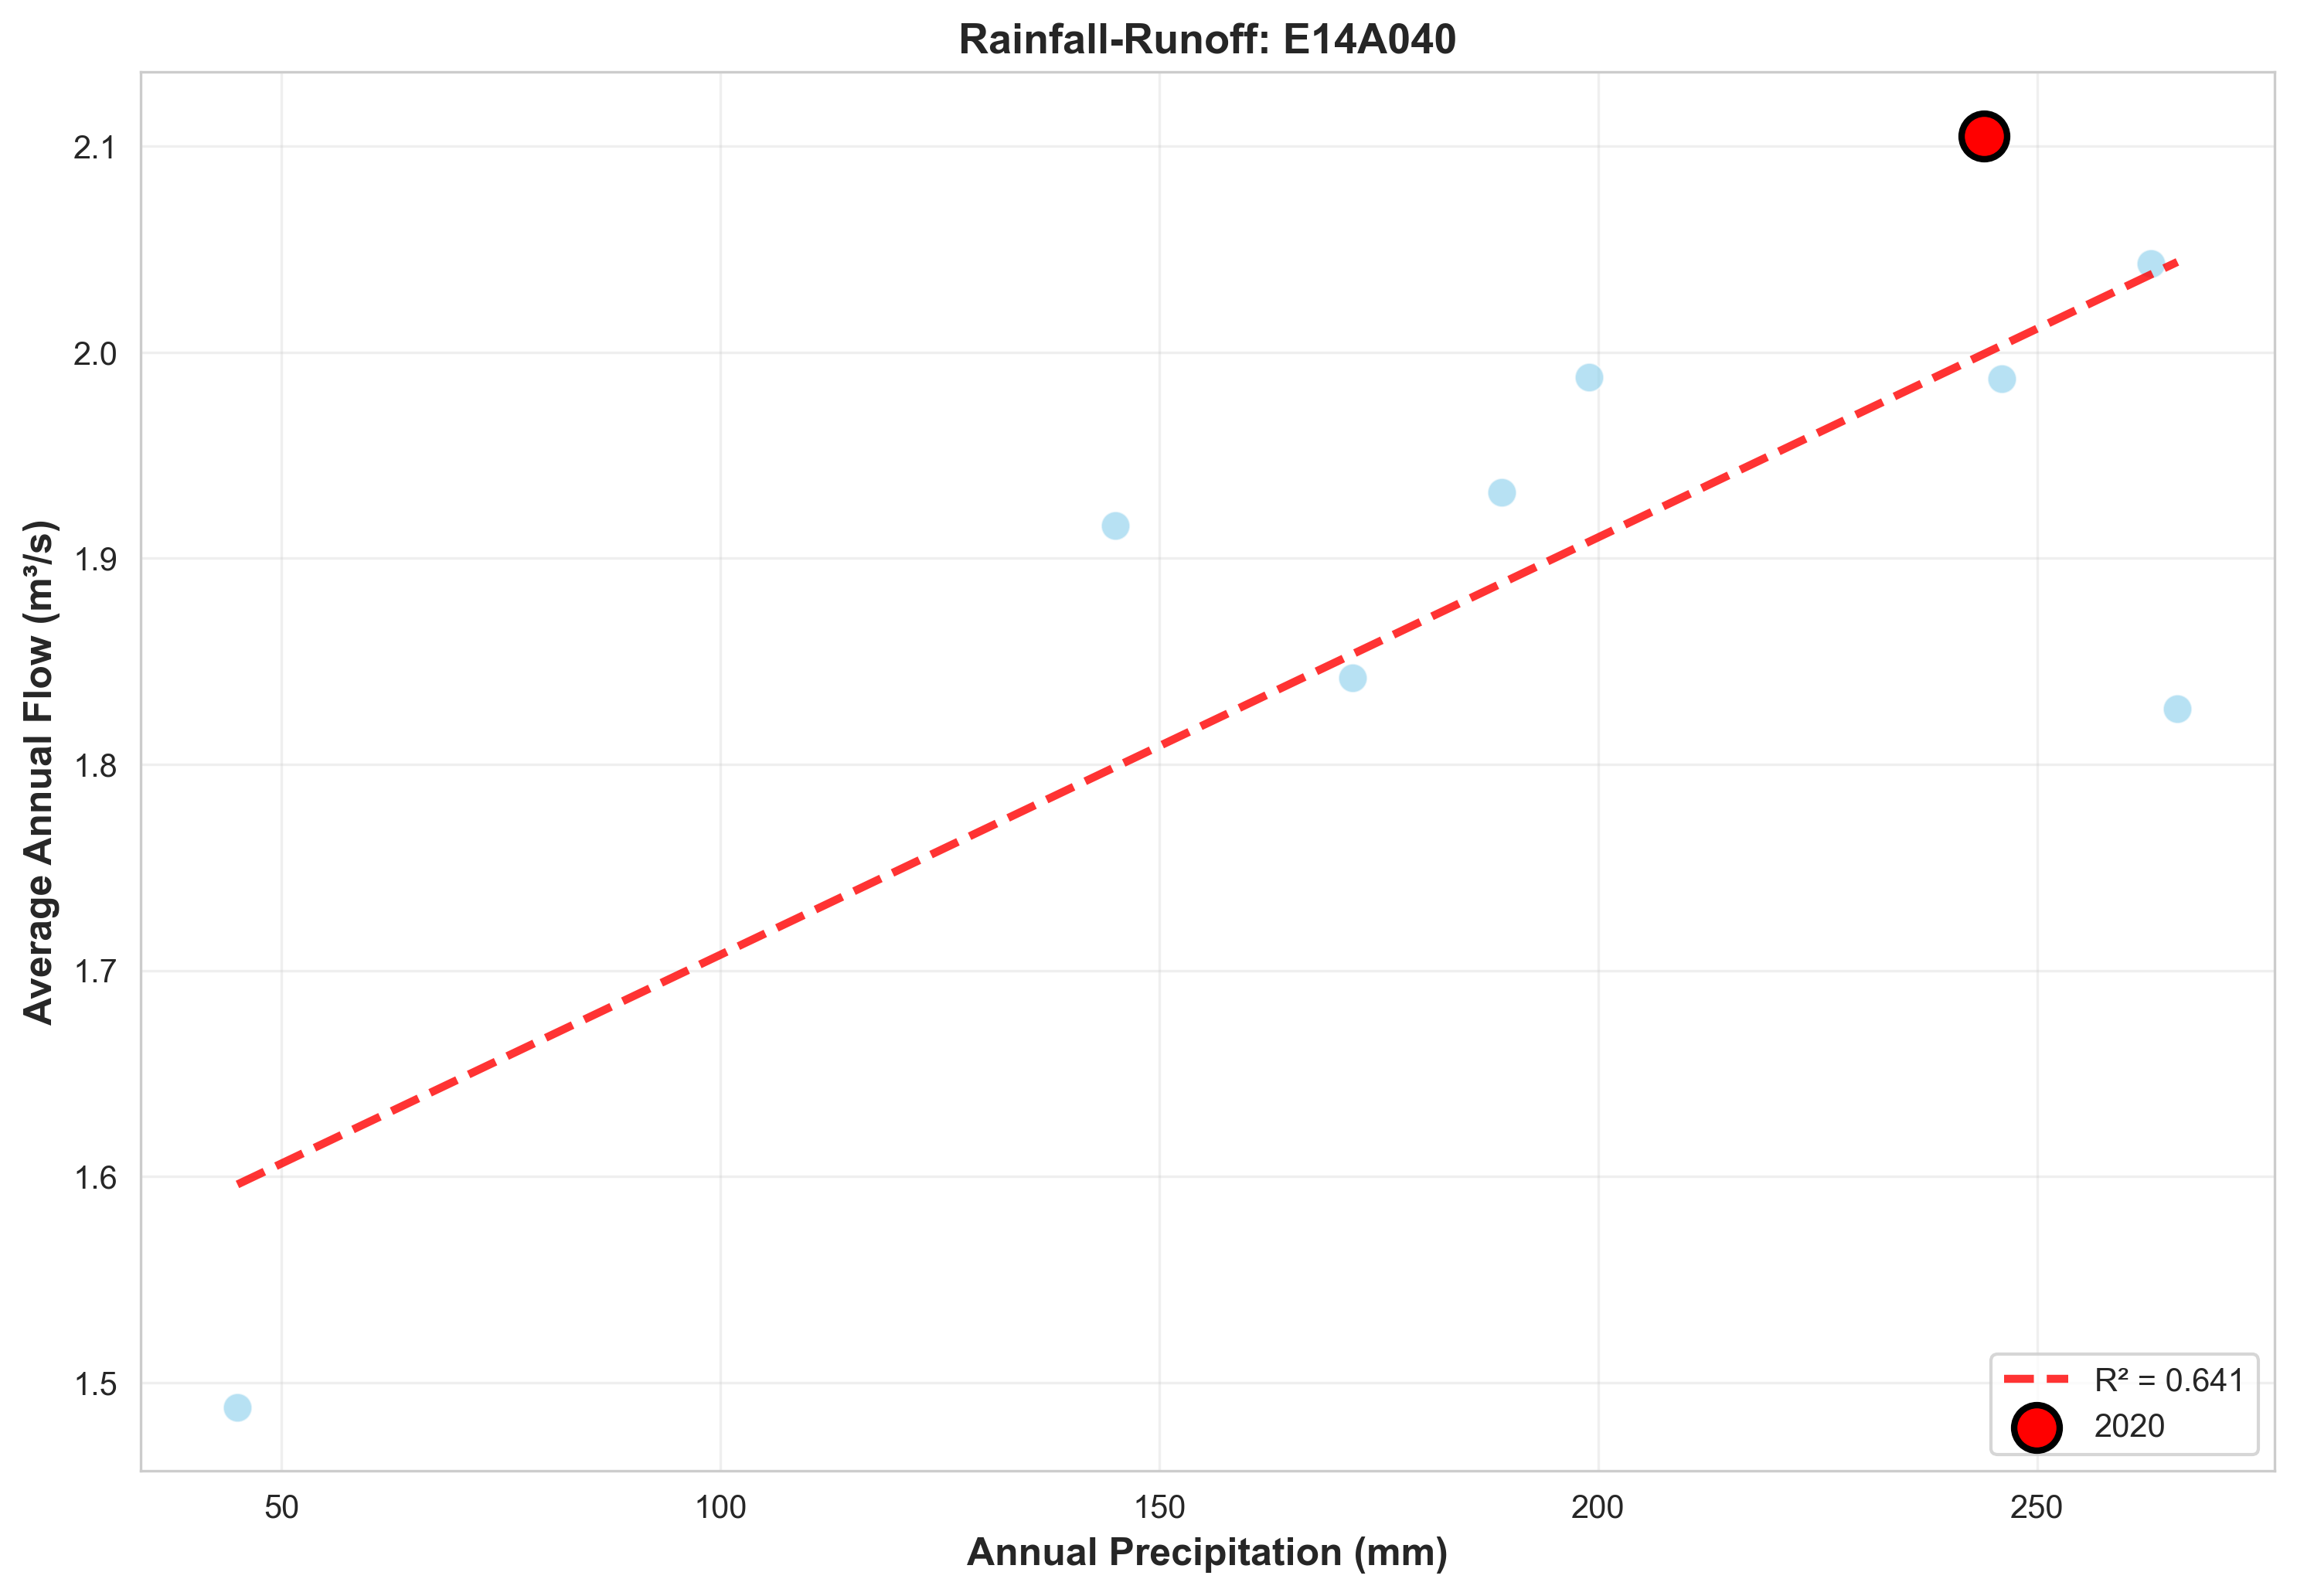 Rainfall-Runoff: E14A040
Average Annual Flow (m³/s)
2.1
2.0
1.9
1.8
1.7
1.6
1.5
50 100 150 200 250
Annual Precipitation (mm)
R² = 0.641
2020